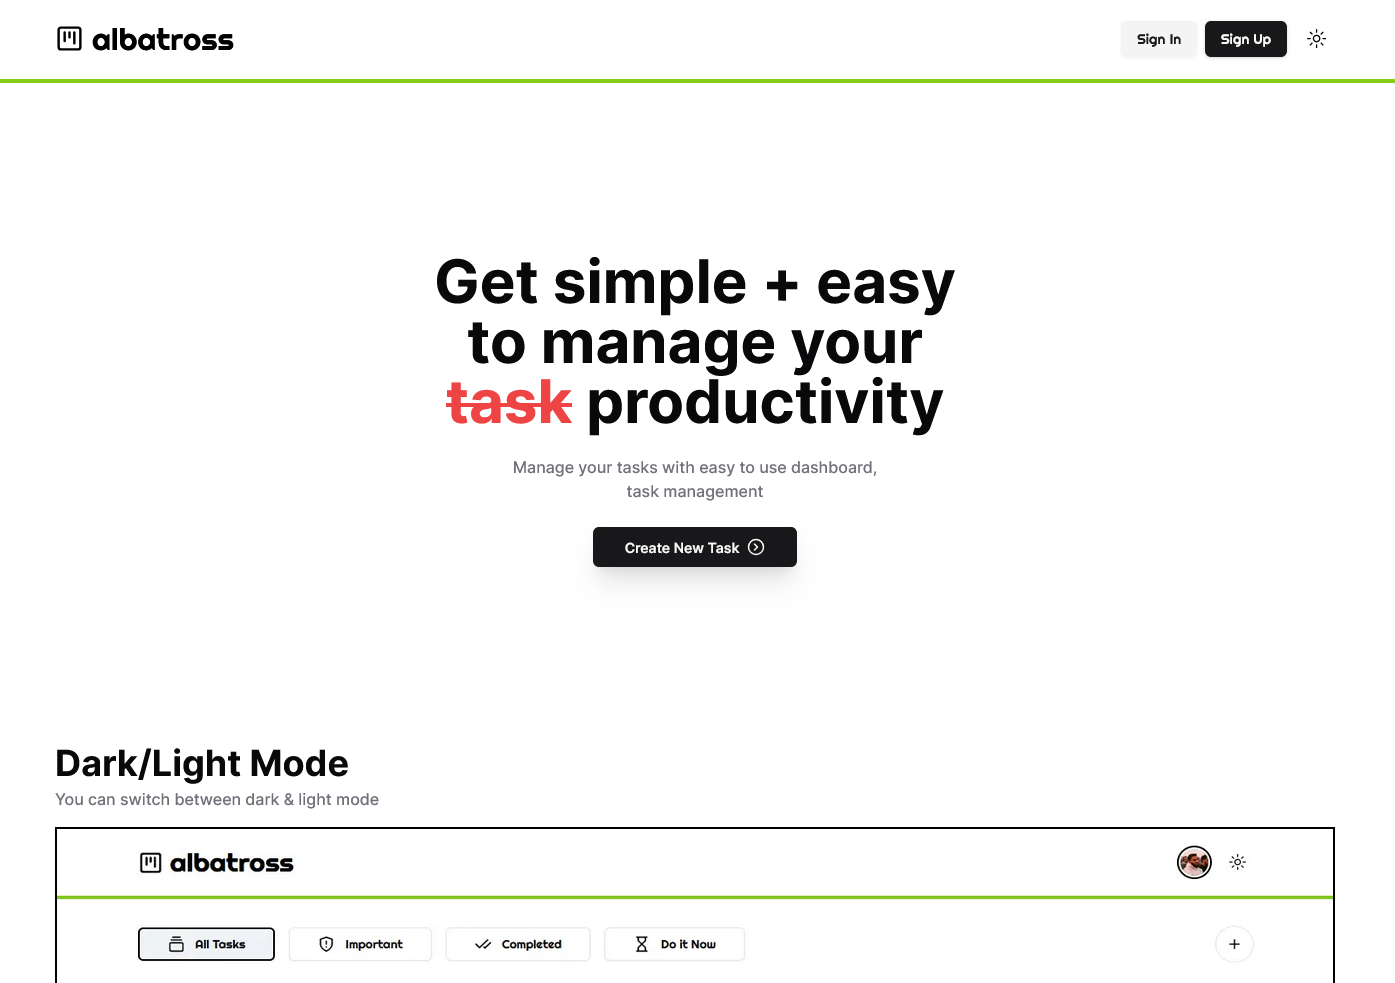 albatross
Sign In
Sign Up
Get simple + easy
to manage your
task productivity
Manage your tasks with easy to use dashboard,
task management
Create New Task
Dark/Light Mode
You can switch between dark & light mode
albatross
All Tasks
Important
Completed
Do it Now